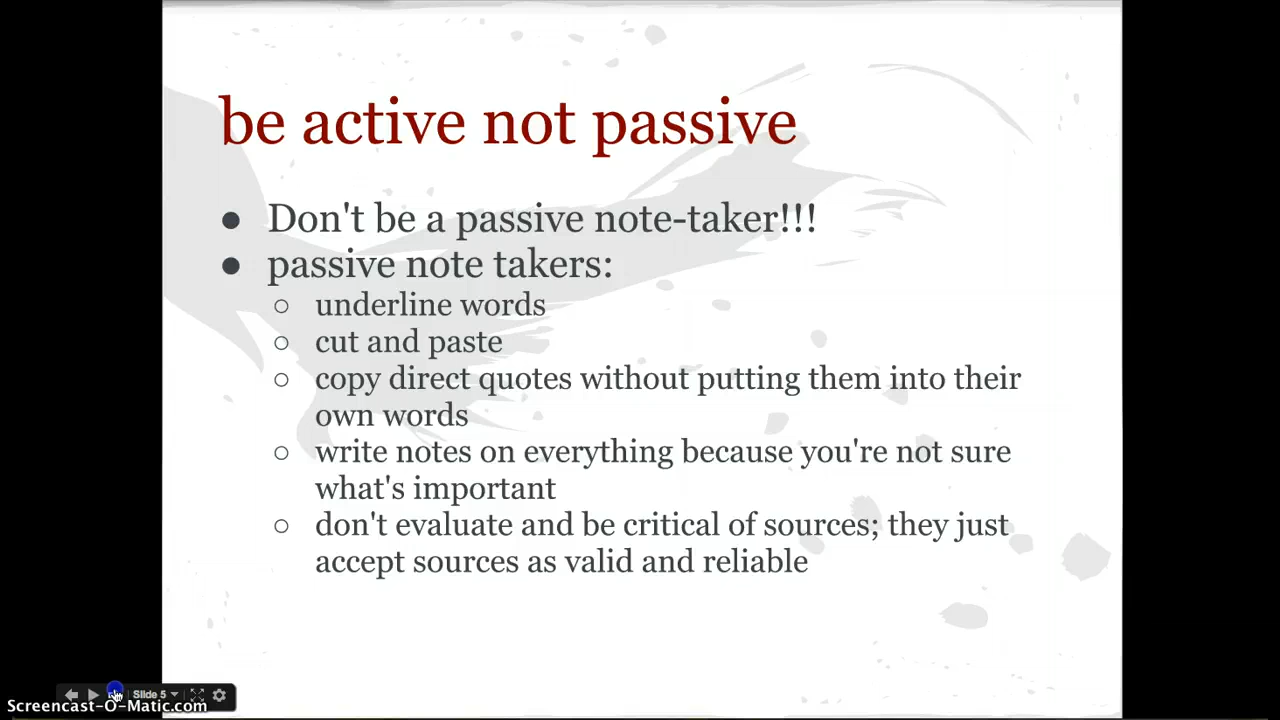 be active not passive
● Don't be a passive note-taker!!!
● passive note takers:
○ underline words
○ cut and paste
○ copy direct quotes without putting them into their
own words
○ write notes on everything because you're not sure
what's important
○ don't evaluate and be critical of sources; they just
accept sources as valid and reliable
Slide 5
Screencast-O-Matic.com